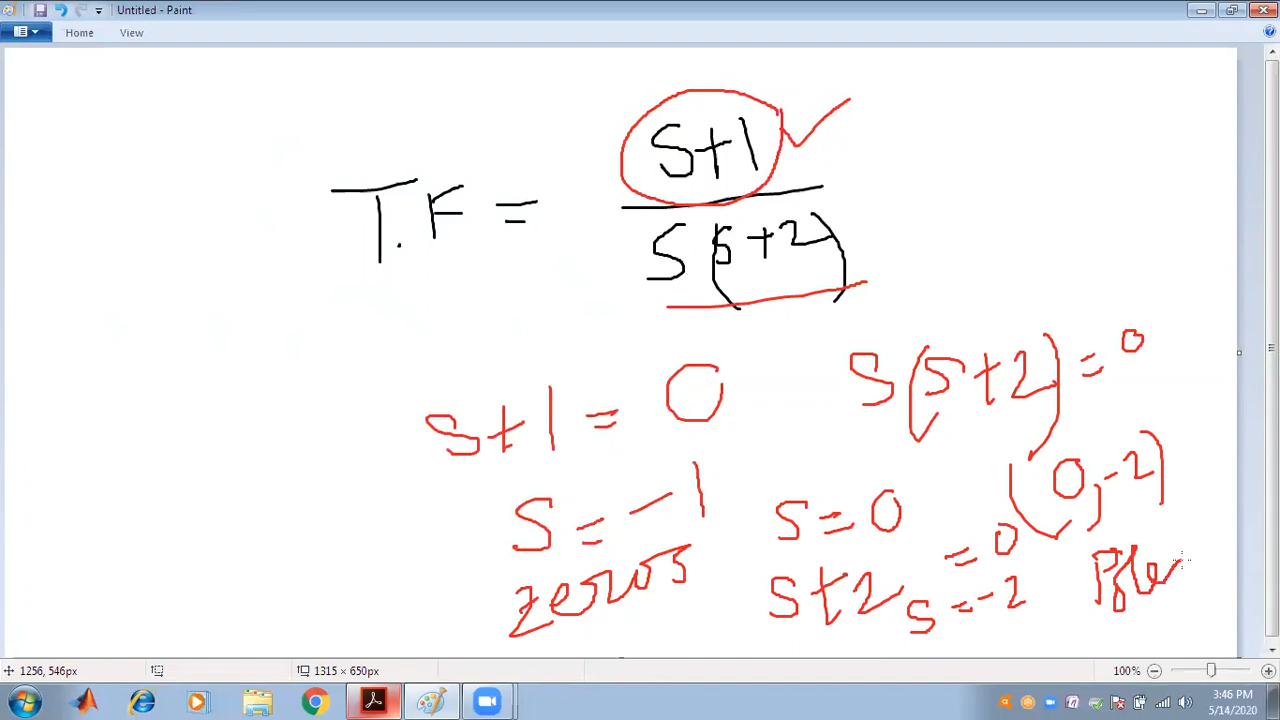 Untitled - Paint
Home View
S+1
T.F =
S(s+2)
S(s+2)=0
s+1 = 0
(0,-2)
S = -1
s=0
zeros
s+2 =0
s=-2
1256, 546px
1315 × 650px
100%
3:46 PM
5/14/2020